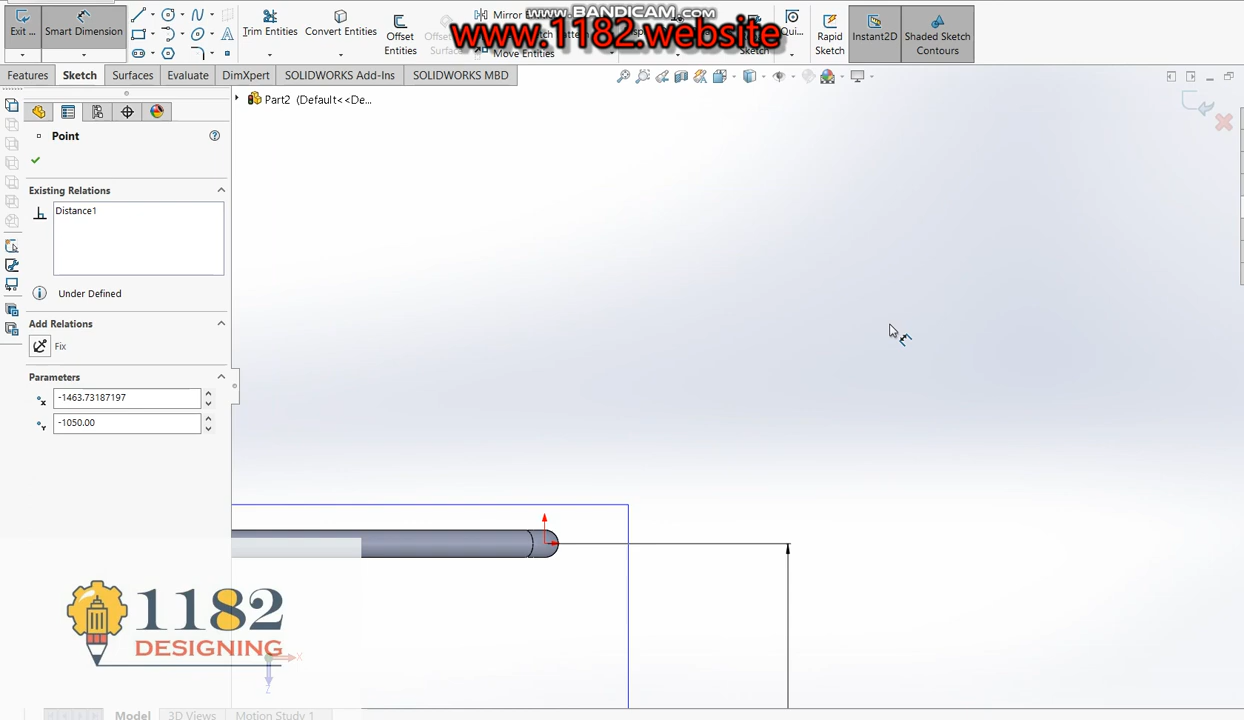 www.BANDICAM.com
www.1182.website
Exit ...
Smart Dimension
Trim Entities
Convert Entities
Offset Entities
Mirror
Move Entities
Rapid Sketch
Instant2D
Shaded Sketch Contours
Features
Sketch
Surfaces
Evaluate
DimXpert
SOLIDWORKS Add-Ins
SOLIDWORKS MBD
Part2 (Default<<De...
Point
Existing Relations
Distance1
Under Defined
Add Relations
Fix
Parameters
-1463.73187197
-1050.00
1182
DESIGNING
X
Z
Model
3D Views
Motion Study 1